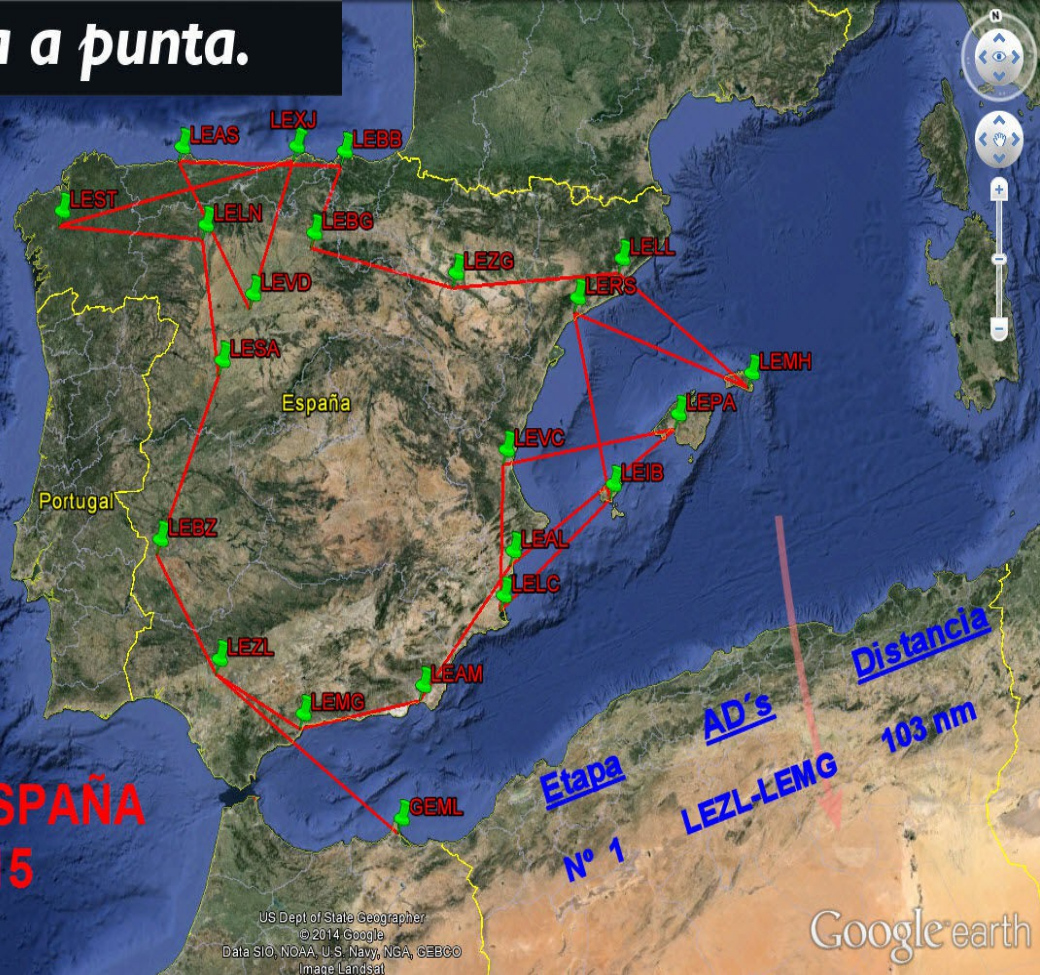 a punta.
LEAS
LEXJ
LEBB
LEST
LELN
LEBG
LEVD
LEZG
LELL
LERS
LESA
LEMH
España
LEPA
LEVC
LEIB
Portugal
LEBZ
LEAL
LELC
LEZL
LEAM
LEMG
GEML
SPAÑA
15
Etapa AD´s Distancia
Nº 1 LEZL-LEMG 103 nm
N
US Dept of State Geographer
© 2014 Google
Data SIO, NOAA, U.S. Navy, NGA, GEBCO
Image Landsat
Google earth